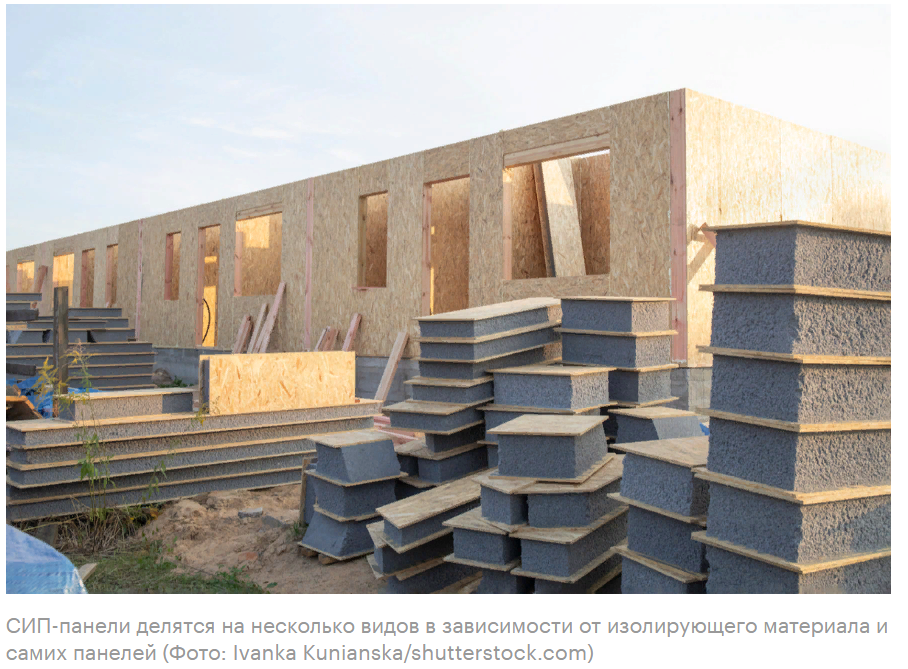 СИП-панели делятся на несколько видов в зависимости от изолирующего материала и
самих панелей (Фото: Ivanka Kunianska/shutterstock.com)